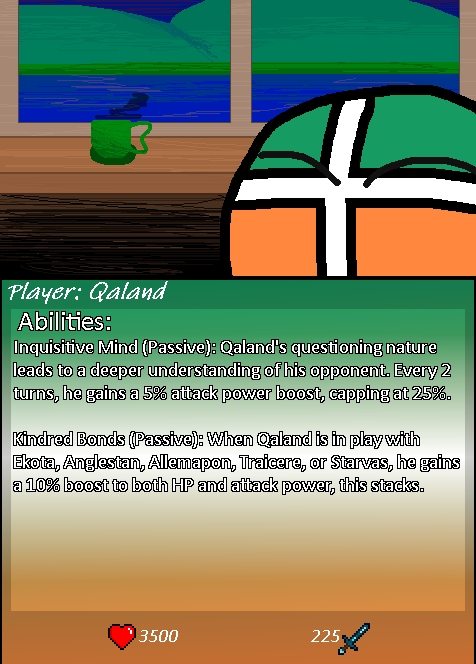 Player: Qaland
Abilities:
Inquisitive Mind (Passive): Qaland's questioning nature
leads to a deeper understanding of his opponent. Every 2
turns, he gains a 5% attack power boost, capping at 25%.
Kindred Bonds (Passive): When Qaland is in play with
Ekota, Anglestan, Allemapon, Traicere, or Starvas, he gains
a 10% boost to both HP and attack power, this stacks.
3500
225